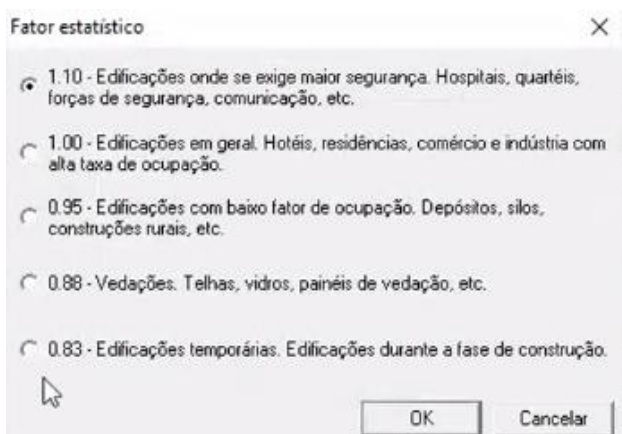 Fator estatístico
1.10 - Edificações onde se exige maior segurança. Hospitais, quartéis,
forças de segurança, comunicação, etc.
1.00 - Edificações em geral. Hotéis, residências, comércio e indústria com
alta taxa de ocupação.
0.95 - Edificações com baixo fator de ocupação. Depósitos, silos,
construções rurais, etc.
0.88 - Vedações. Telhas, vidros, painéis de vedação, etc.
0.83 - Edificações temporárias. Edificações durante a fase de construção.
OK Cancelar